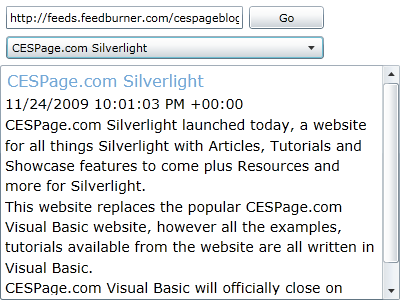 http://feeds.feedburner.com/cespageblog
Go
CESPage.com Silverlight
CESPage.com Silverlight
11/24/2009 10:01:03 PM +00:00
CESPage.com Silverlight launched today, a website
for all things Silverlight with Articles, Tutorials and
Showcase features to come plus Resources and
more for Silverlight.
This website replaces the popular CESPage.com
Visual Basic website, however all the examples,
tutorials available from the website are all written in
Visual Basic.
CESPage.com Visual Basic will officially close on